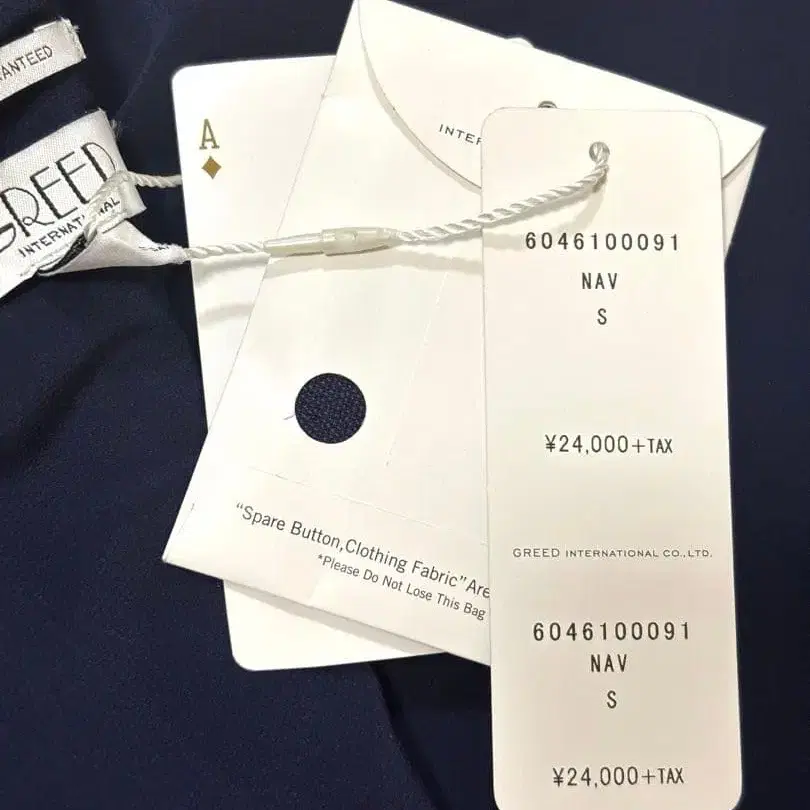 ANTEED
GREED
INTERNATIONAL
A
INTER
"Spare Button,Clothing Fabric"Are
*Please Do Not Lose This Bag
6046100091
NAV
S
¥24,000+TAX
GREED INTERNATIONAL CO.,LTD.
6046100091
NAV
S
¥24,000+TAX